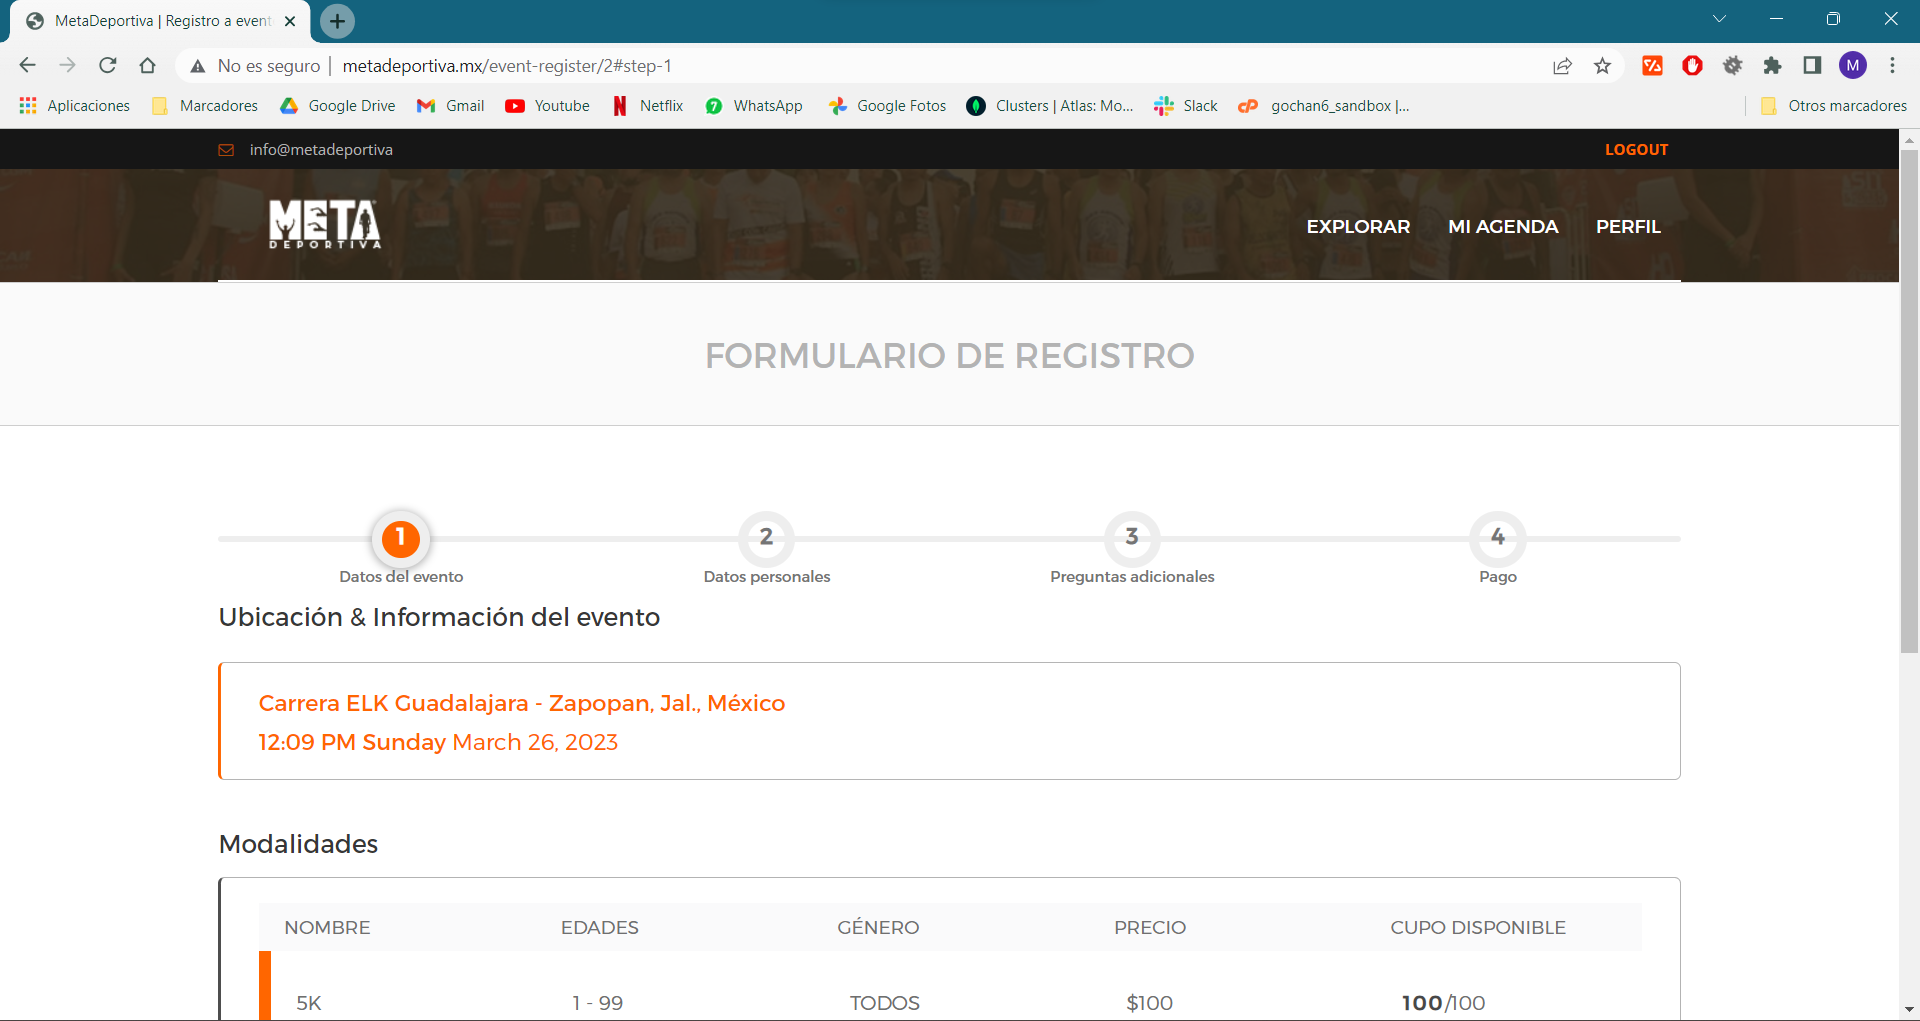 MetaDeportiva | Registro a event
No es seguro | metadeportiva.mx/event-register/2#step-1
M
Aplicaciones Marcadores Google Drive Gmail Youtube Netflix WhatsApp Google Fotos Clusters | Atlas: Mo... Slack gochan6_sandbox |... Otros marcadores
info@metadeportiva LOGOUT
META
DEPORTIVA
EXPLORAR MI AGENDA PERFIL
FORMULARIO DE REGISTRO
1 2 3 4
Datos del evento Datos personales Preguntas adicionales Pago
Ubicación & Información del evento
Carrera ELK Guadalajara - Zapopan, Jal., México
12:09 PM Sunday March 26, 2023
Modalidades
NOMBRE EDADES GÉNERO PRECIO CUPO DISPONIBLE
5K 1 - 99 TODOS $100 100/100